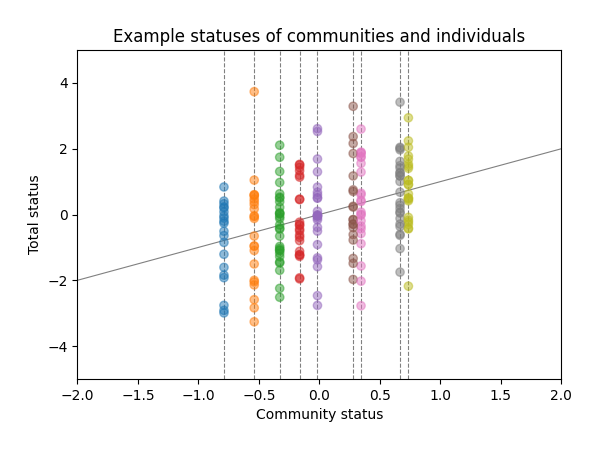 Example statuses of communities and individuals
Total status
4
2
0
−2
−4
−2.0 −1.5 −1.0 −0.5 0.0 0.5 1.0 1.5 2.0
Community status